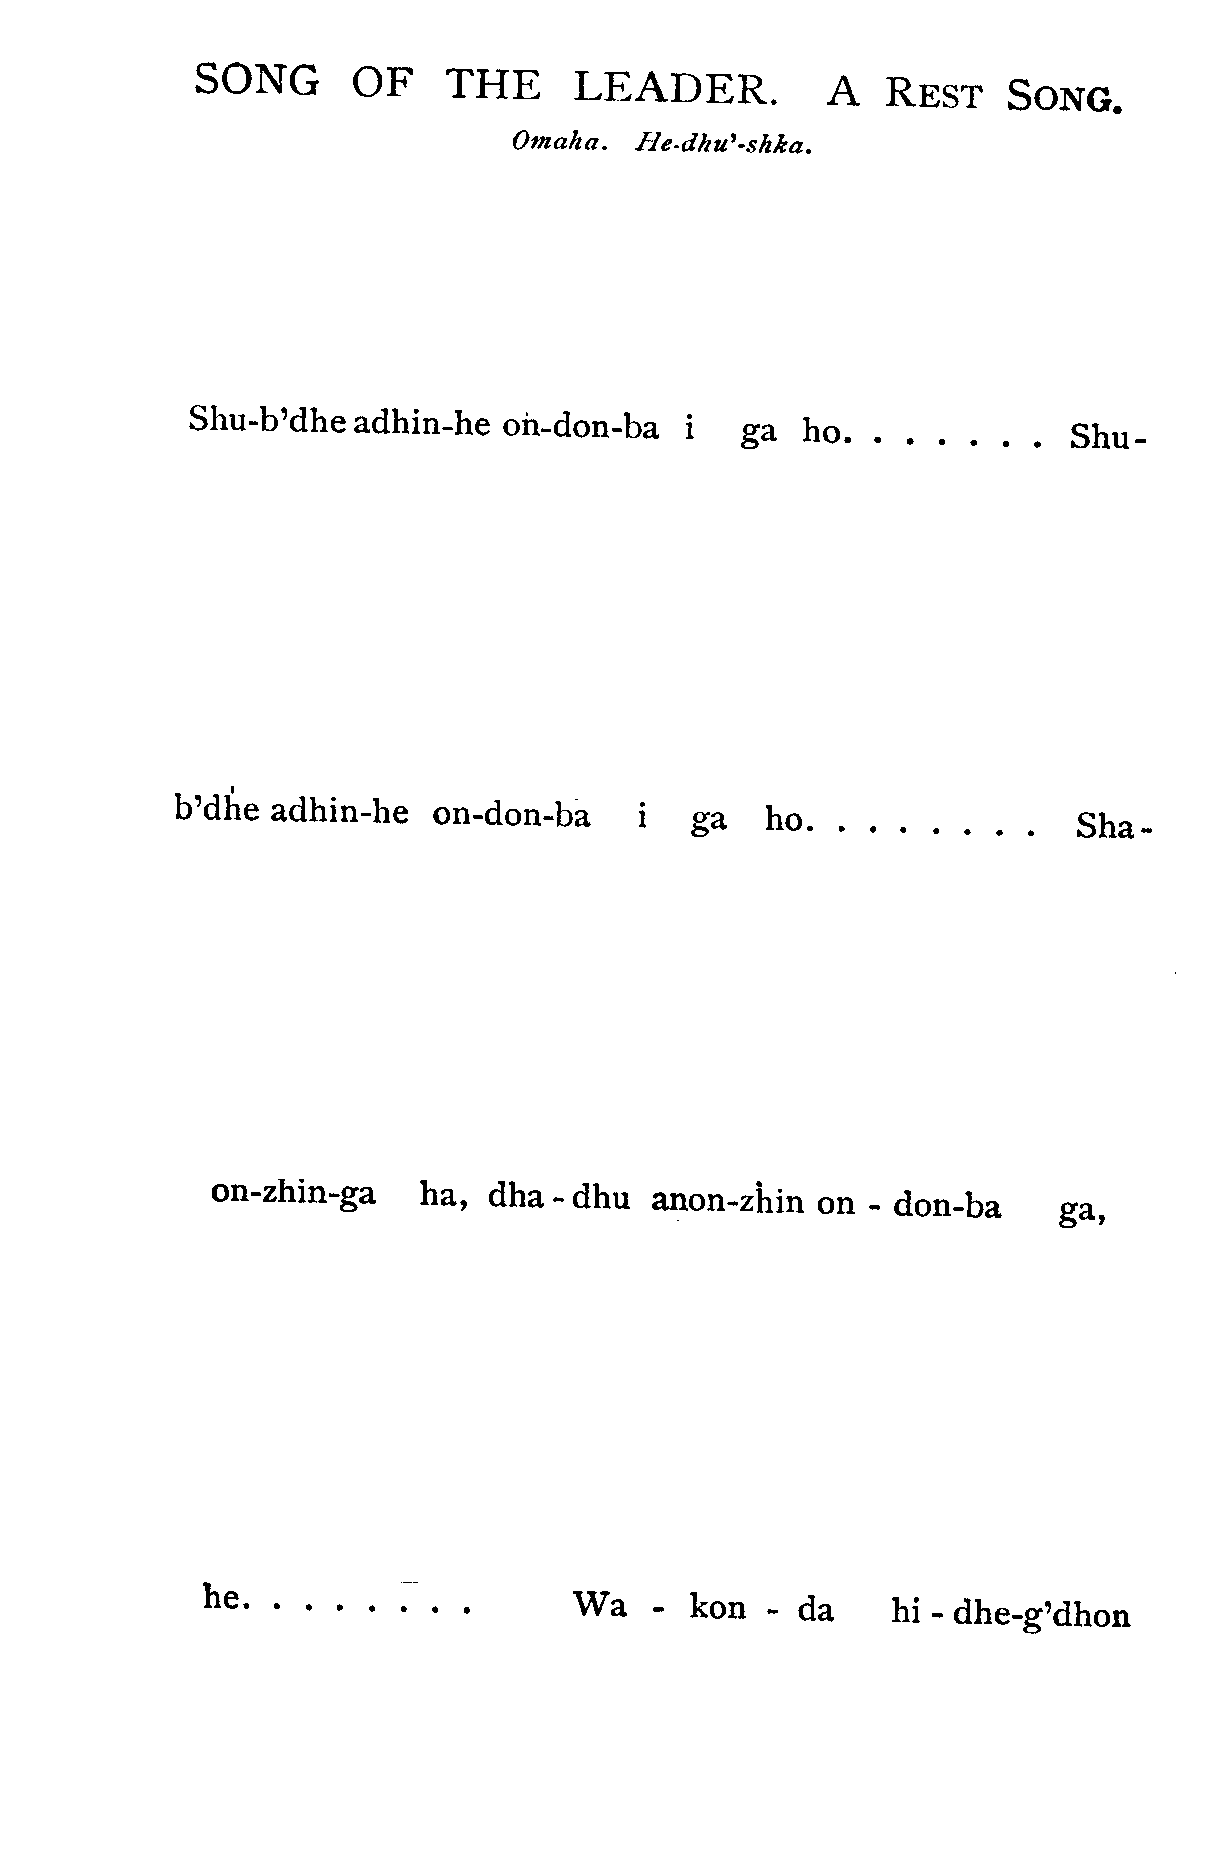 SONG OF THE LEADER. A REST SONG.
Omaha. He-dhu'-shka.
Shu-b'dhe adhin-he on-don-ba i ga ho. . . . . . . Shu-
b'dhe adhin-he on-don-ba i ga ho. . . . . . . . Sha-
on-zhin-ga ha, dha - dhu anon-zhin on - don-ba ga,
he. . . . . . . . Wa - kon - da hi - dhe-g'dhon